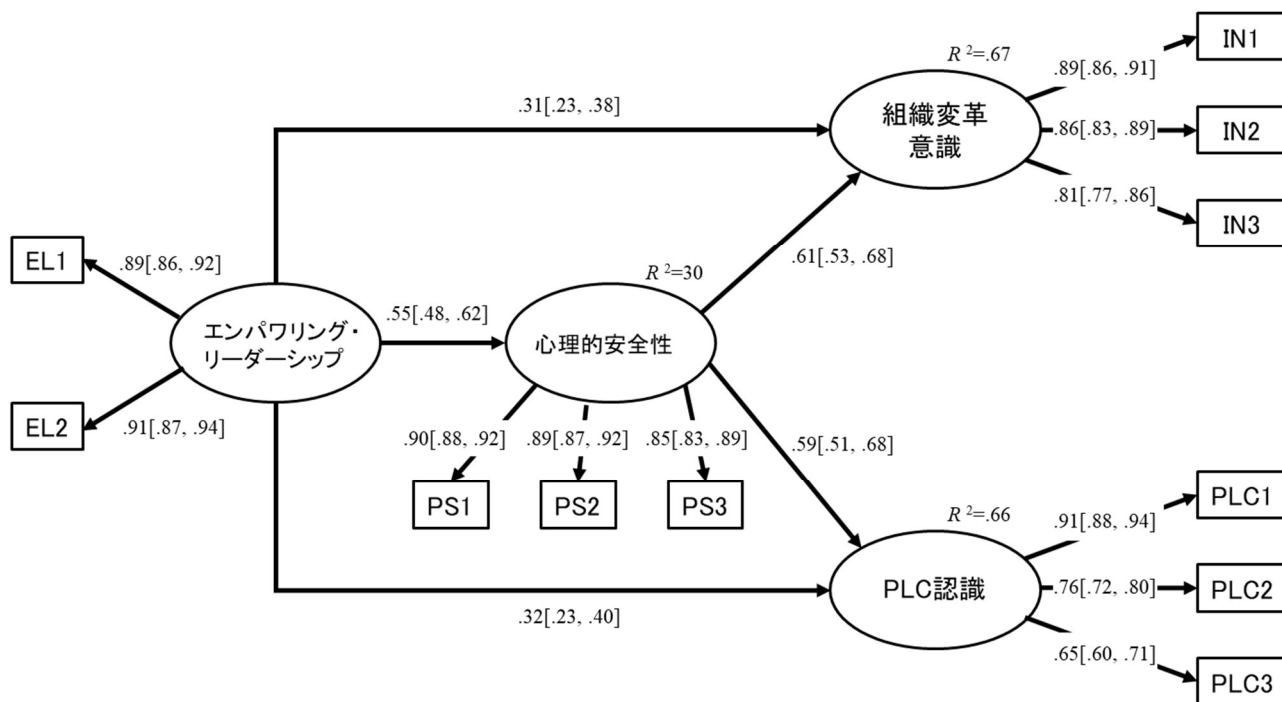 IN1
R ²=.67
.89[.86, .91]
.31[.23, .38]
組織変革
意識
.86[.83, .89]
IN2
.81[.77, .86]
IN3
EL1
.89[.86, .92]
.61[.53, .68]
R ²=30
.55[.48, .62]
エンパワリング・
リーダーシップ
心理的安全性
EL2
.91[.87, .94]
.90[.88, .92]
.89[.87, .92]
.85[.83, .89]
.59[.51, .68]
PS1
PS2
PS3
PLC1
R ²=.66
.91[.88, .94]
PLC認識
.76[.72, .80]
PLC2
.32[.23, .40]
.65[.60, .71]
PLC3